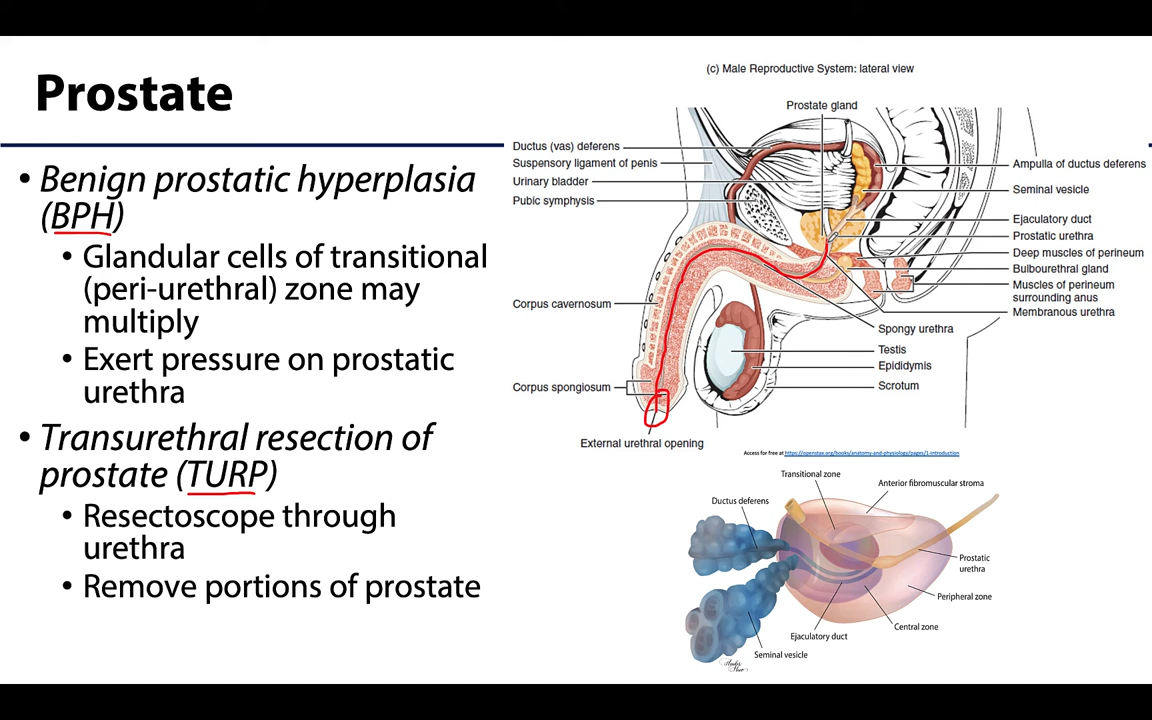 Prostate
• Benign prostatic hyperplasia
(BPH)
• Glandular cells of transitional
(peri-urethral) zone may
multiply
• Exert pressure on prostatic
urethra
• Transurethral resection of
prostate (TURP)
• Resectoscope through
urethra
• Remove portions of prostate
(c) Male Reproductive System: lateral view
Prostate gland
Ductus (vas) deferens
Suspensory ligament of penis
Urinary bladder
Pubic symphysis
Corpus cavernosum
Corpus spongiosum
External urethral opening
Ampulla of ductus deferens
Seminal vesicle
Ejaculatory duct
Prostatic urethra
Deep muscles of perineum
Bulbourethral gland
Muscles of perineum
surrounding anus
Membranous urethra
Spongy urethra
Testis
Epididymis
Scrotum
Access for free at https://openstax.org/books/anatomy-and-physiology/pages/1-introduction
Transitional zone
Anterior fibromuscular stroma
Ductus deferens
Prostatic
urethra
Peripheral zone
Central zone
Ejaculatory duct
Seminal vesicle